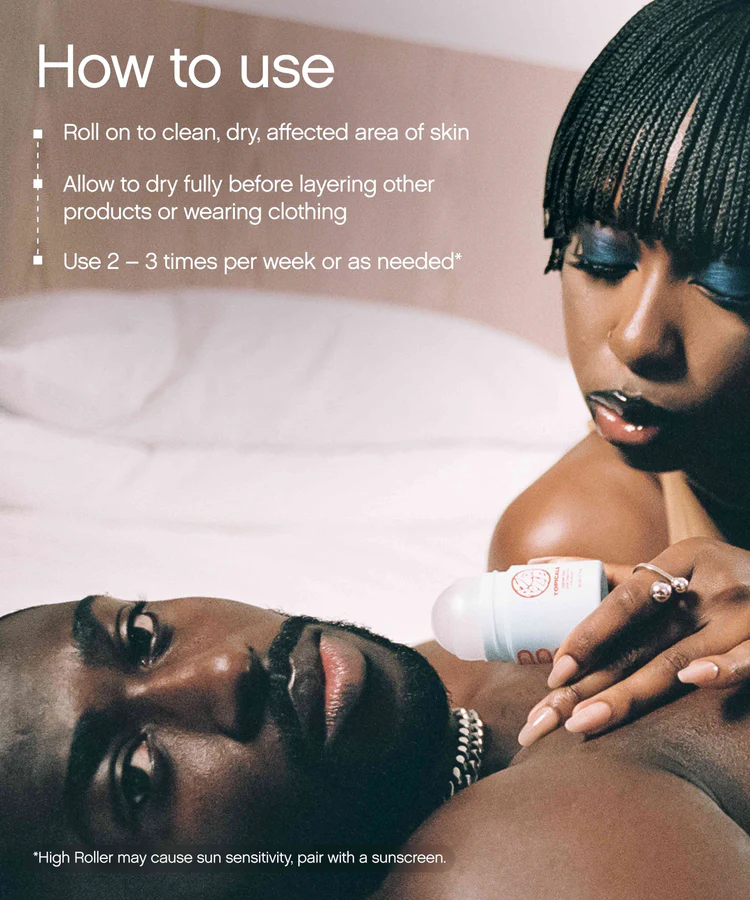 How to use
Roll on to clean, dry, affected area of skin
Allow to dry fully before layering other
products or wearing clothing
Use 2 – 3 times per week or as needed*
TOPICALS
*High Roller may cause sun sensitivity, pair with a sunscreen.